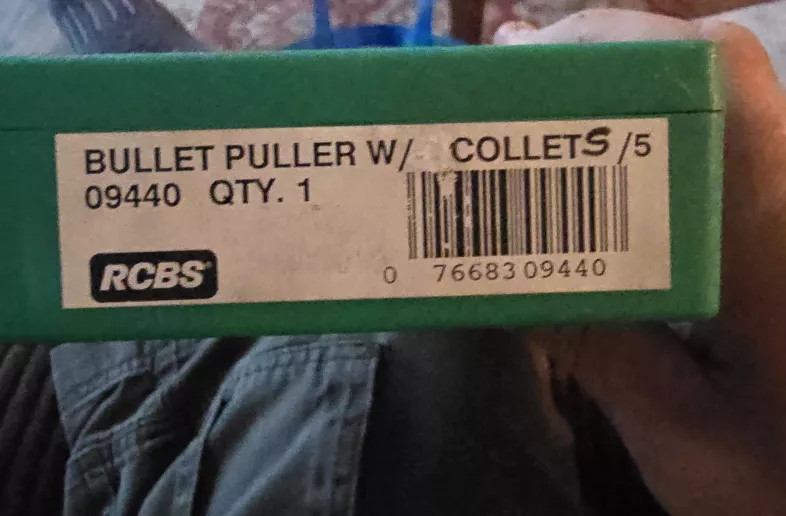 BULLET PULLER W/ COLLETS /5
09440 QTY. 1
RCBS
0 76683 09440